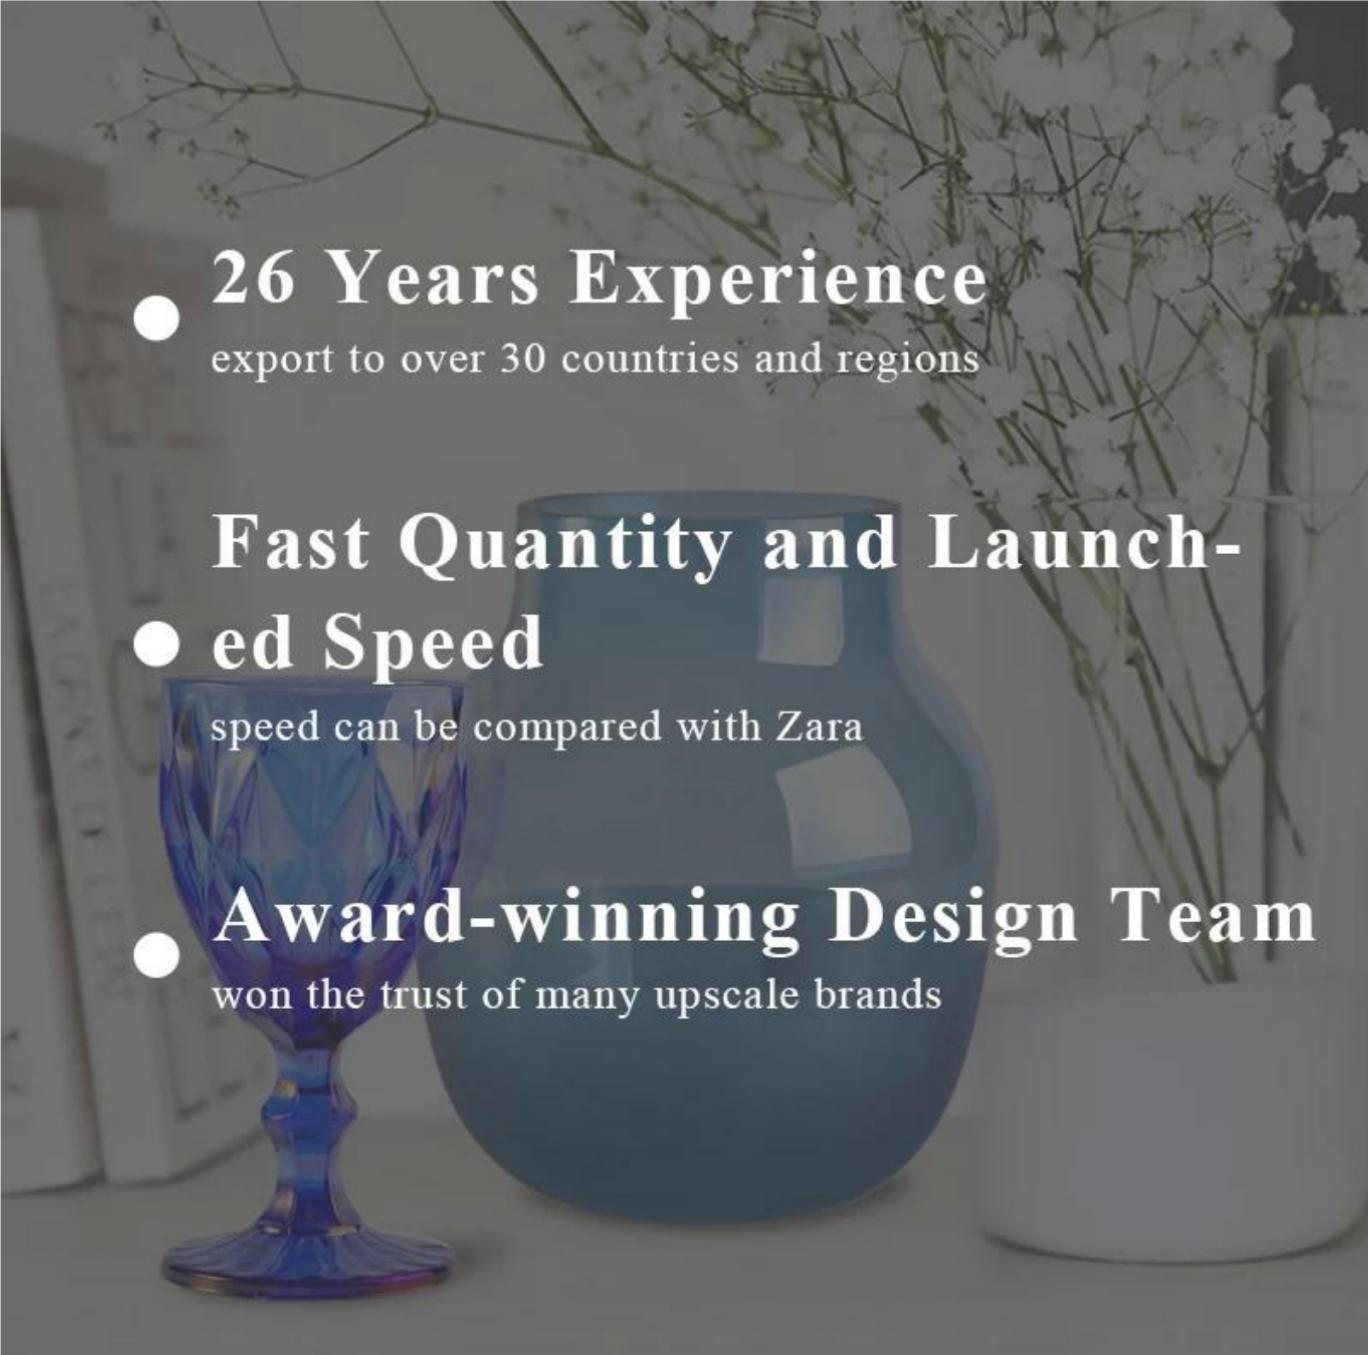 26 Years Experience
export to over 30 countries and regions
Fast Quantity and Launch-
ed Speed
speed can be compared with Zara
Award-winning Design Team
won the trust of many upscale brands